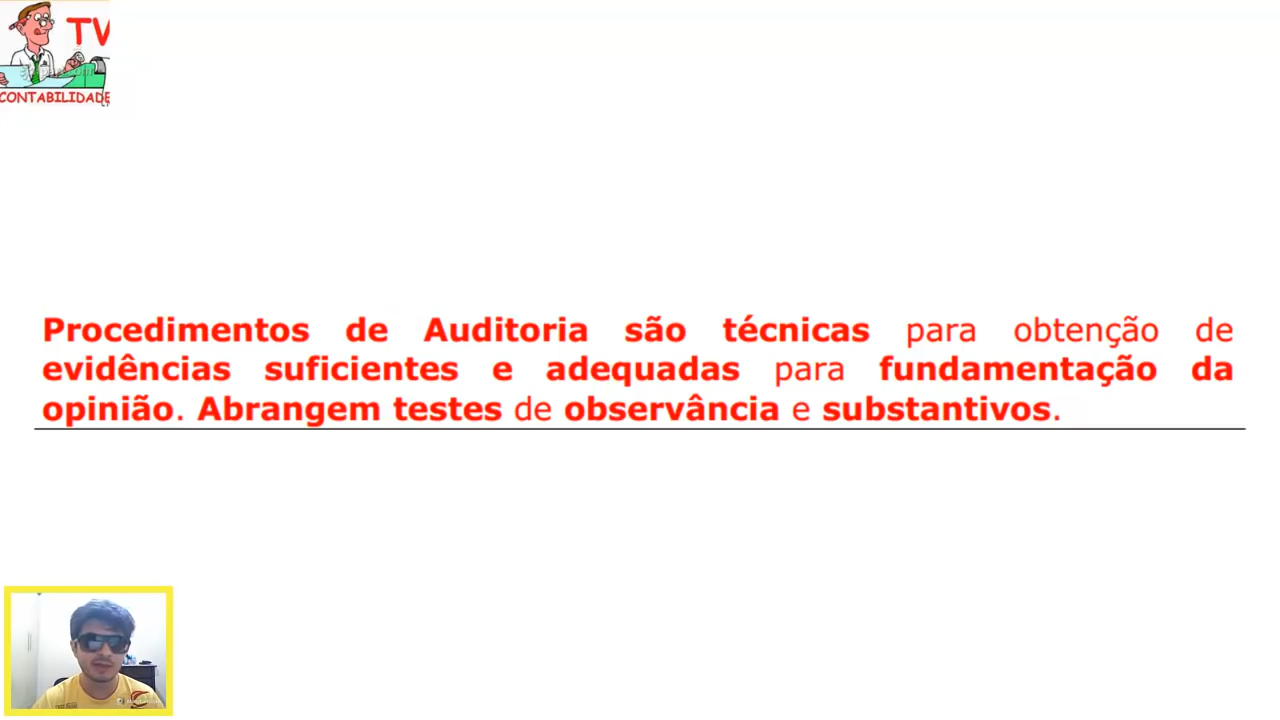 TV
CONTABILIDADE
Procedimentos de Auditoria são técnicas para obtenção de
evidências suficientes e adequadas para fundamentação da
opinião. Abrangem testes de observância e substantivos.